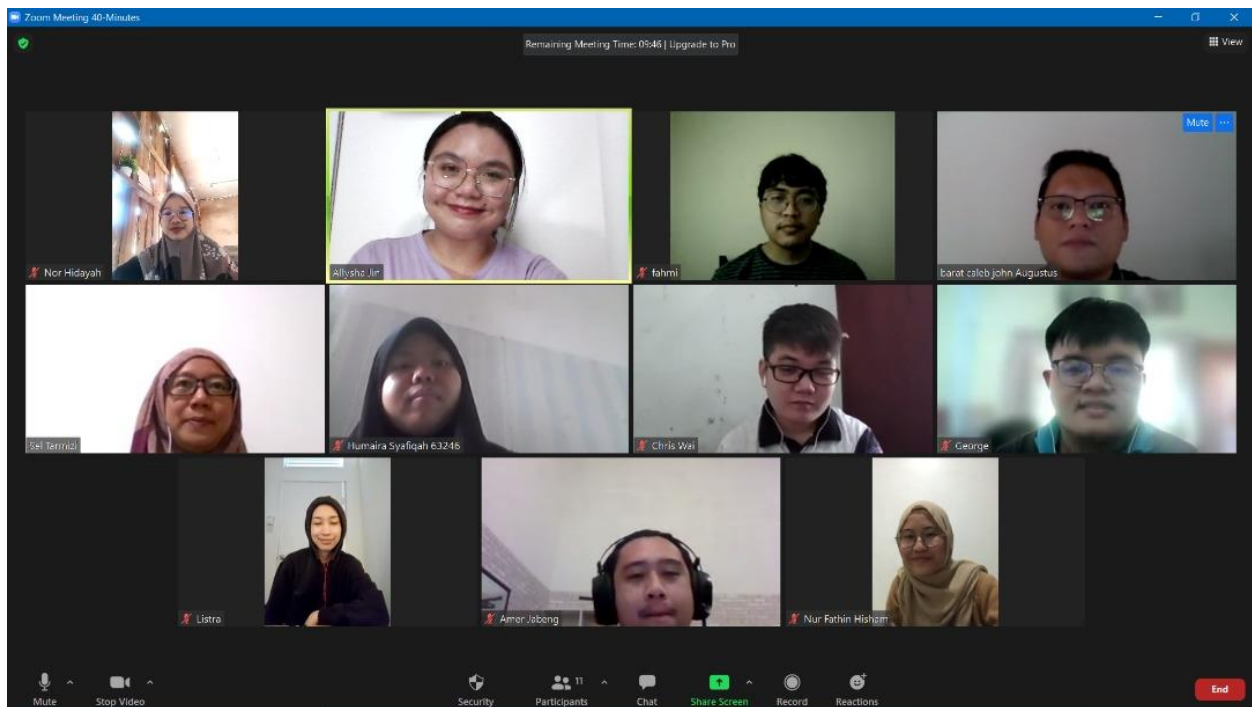 Zoom Meeting 40-Minutes
Remaining Meeting Time: 09:46 | Upgrade to Pro
View
Mute ...
Nor Hidayah
Allysha Jin
fahmi
barat caleb john Augustus
Sel Tarmizi
Humaira Syafiqah 63246
Chris Wai
George
Listra
Amer Jabeng
Nur Fathin Hisham
Mute
Stop Video
Security
Participants
11
Chat
Share Screen
Record
Reactions
End